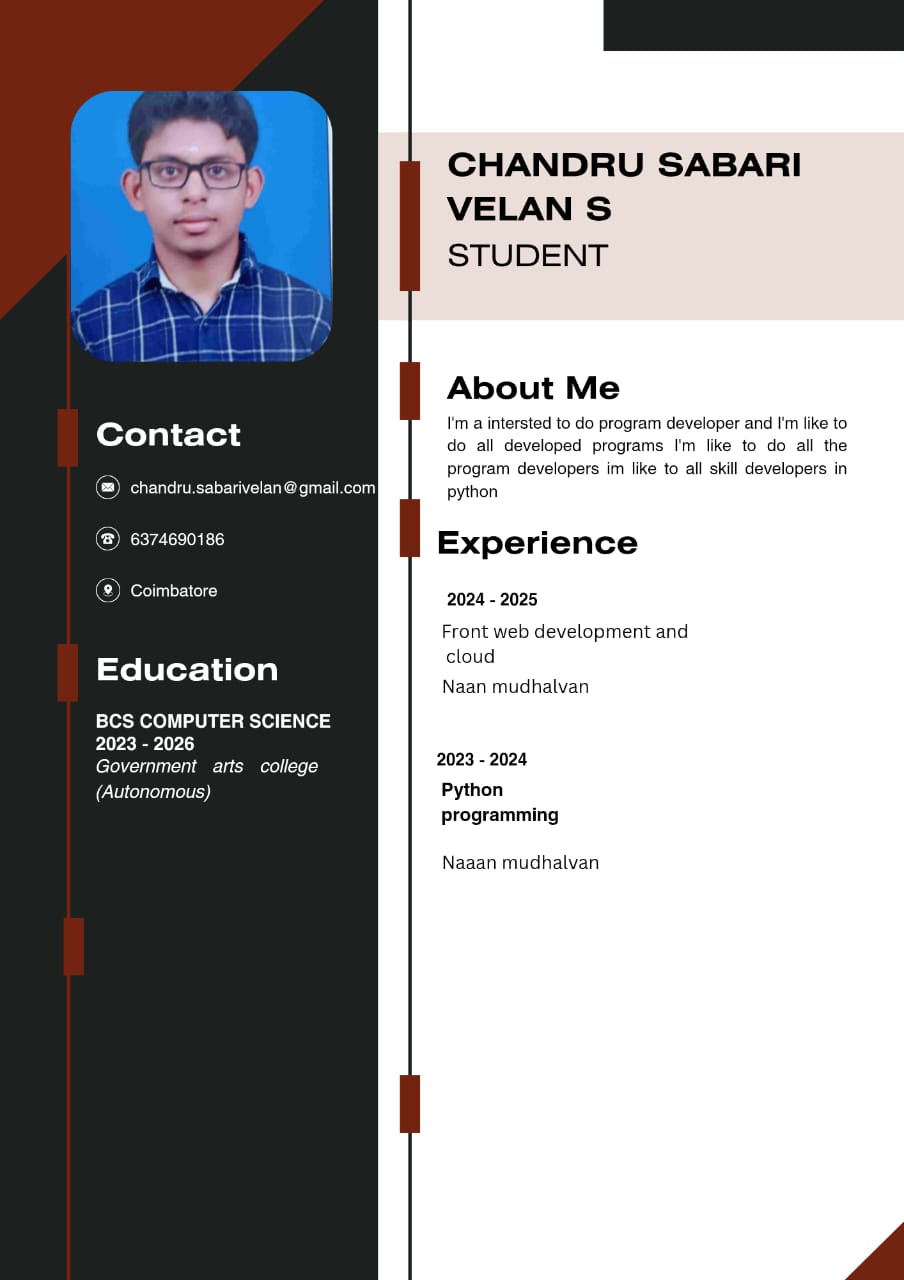 CHANDRU SABARI
VELAN S
STUDENT
Contact
chandru.sabarivelan@gmail.com
6374690186
Coimbatore
Education
BCS COMPUTER SCIENCE
2023 - 2026
Government arts college
(Autonomous)
About Me
I'm a intersted to do program developer and I'm like to
do all developed programs I'm like to do all the
program developers im like to all skill developers in
python
Experience
2024 - 2025
Front web development and
cloud
Naan mudhalvan
2023 - 2024
Python
programming
Naaan mudhalvan